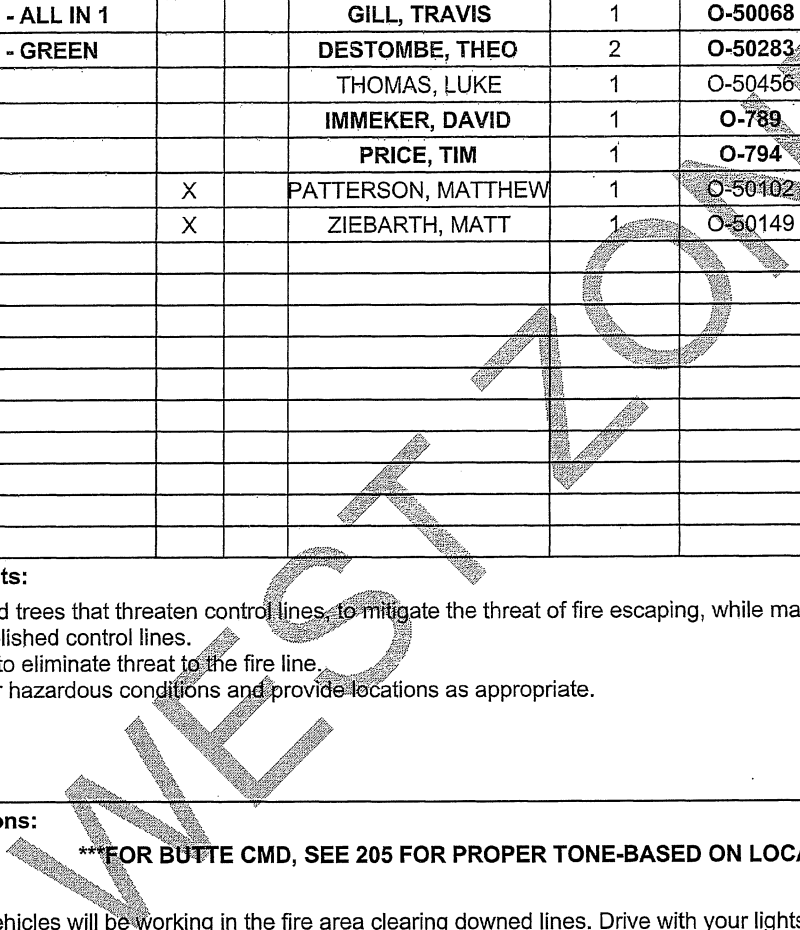 - ALL IN 1 GILL, TRAVIS 1 O-50068
- GREEN DESTOMBE, THEO 2 O-50283
THOMAS, LUKE 1 O-50456
IMMEKER, DAVID 1 O-789
PRICE, TIM 1 O-794
X PATTERSON, MATTHEW 1 O-50102
X ZIEBARTH, MATT 1 O-50149
ts:
d trees that threaten control lines, to mitigate the threat of fire escaping, while ma
lished control lines.
to eliminate threat to the fire line.
r hazardous conditions and provide locations as appropriate.
ons:
***FOR BUTTE CMD, SEE 205 FOR PROPER TONE-BASED ON LOCA
ehicles will be working in the fire area clearing downed lines. Drive with your lights
WEST ZON